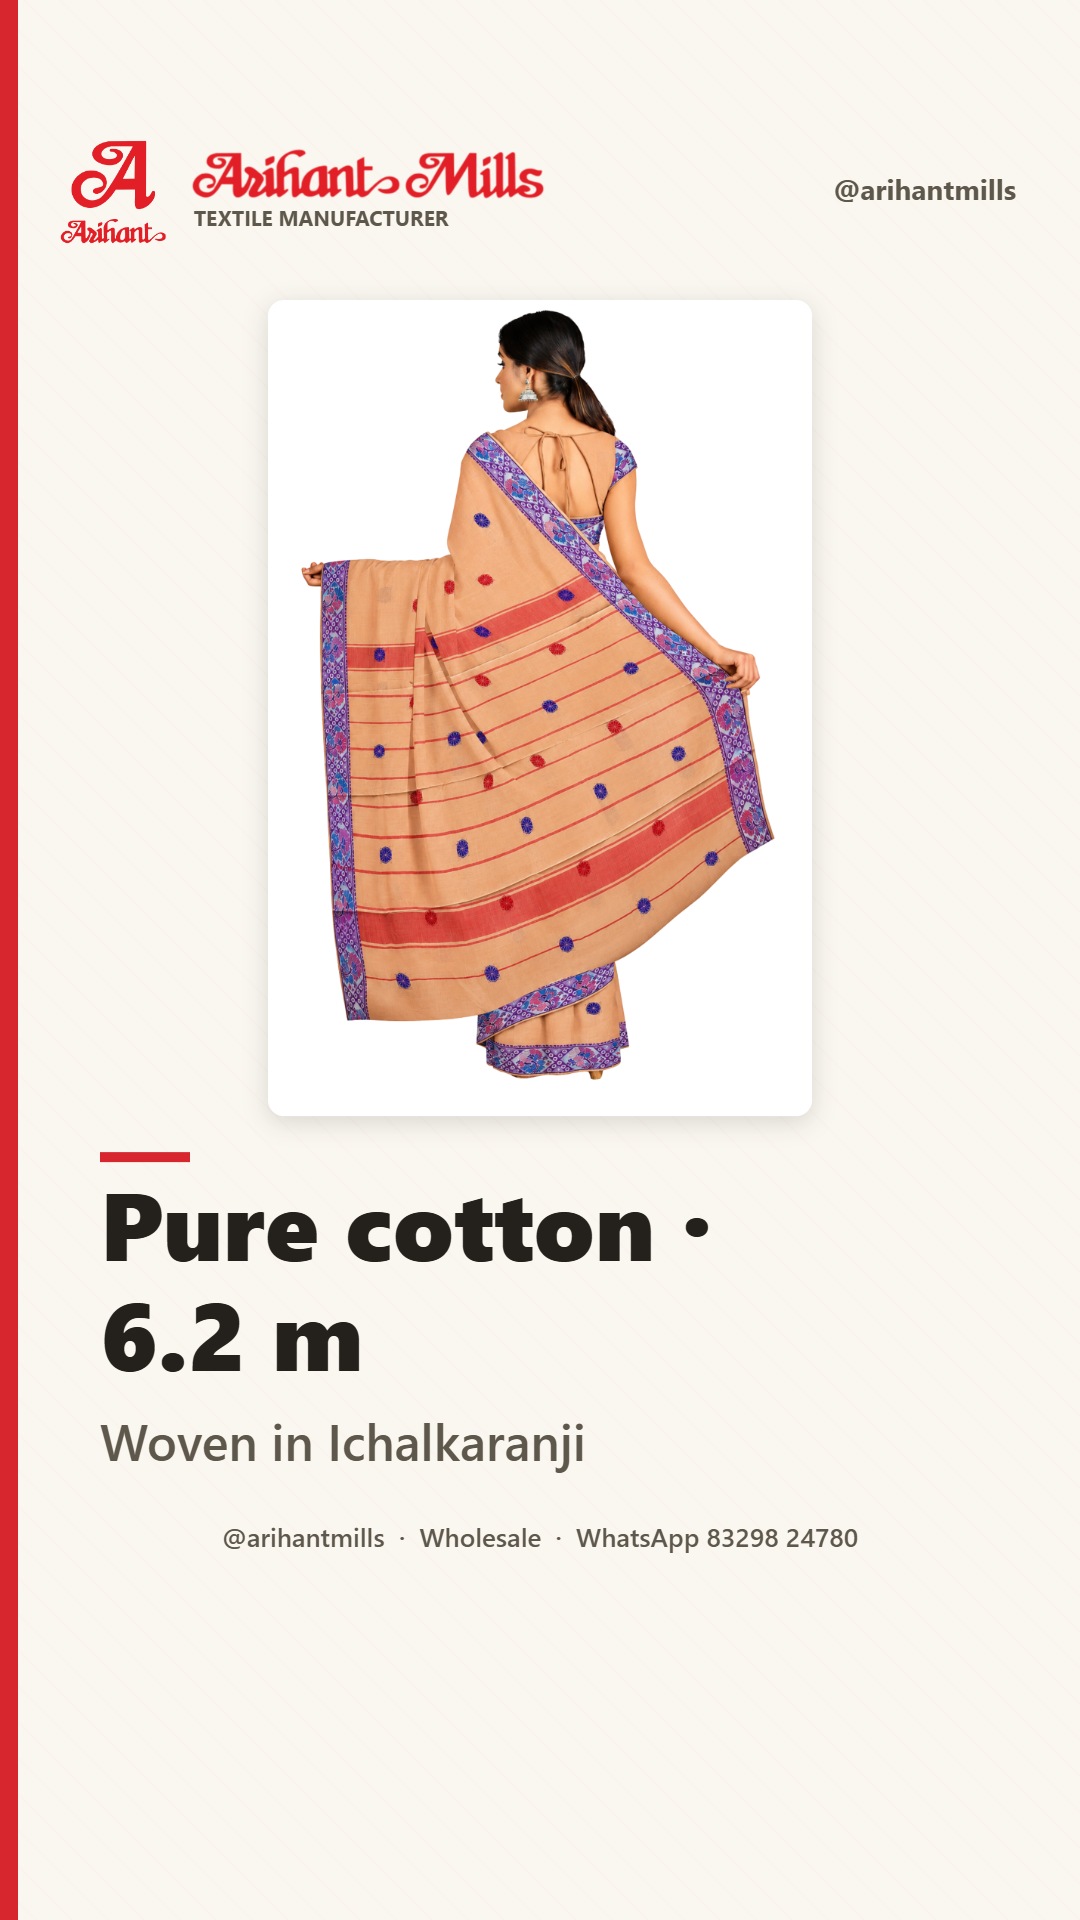 A
Arihant
Arihant Mills
TEXTILE MANUFACTURER
@arihantmills
Pure cotton ·
6.2 m
Woven in Ichalkaranji
@arihantmills · Wholesale · WhatsApp 83298 24780